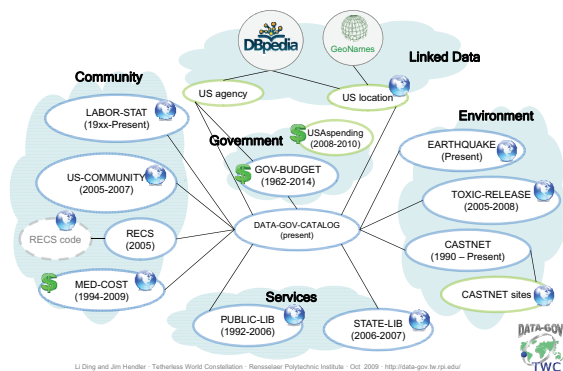 DBpedia
GeoNames
Linked Data
Community
US agency
US location
LABOR-STAT
(19xx-Present)
Government
USAspending
(2008-2010)
Environment
EARTHQUAKE
(Present)
US-COMMUNITY
(2005-2007)
GOV-BUDGET
(1962-2014)
TOXIC-RELEASE
(2005-2008)
RECS code
RECS
(2005)
DATA-GOV-CATALOG
(present)
CASTNET
(1990 – Present)
MED-COST
(1994-2009)
CASTNET sites
Services
PUBLIC-LIB
(1992-2006)
STATE-LIB
(2006-2007)
DATA-GOV
TWC
Li Ding and Jim Hendler · Tetherless World Constellation · Rensselaer Polytechnic Institute · Oct 2009 · http://data-gov.tw.rpi.edu/